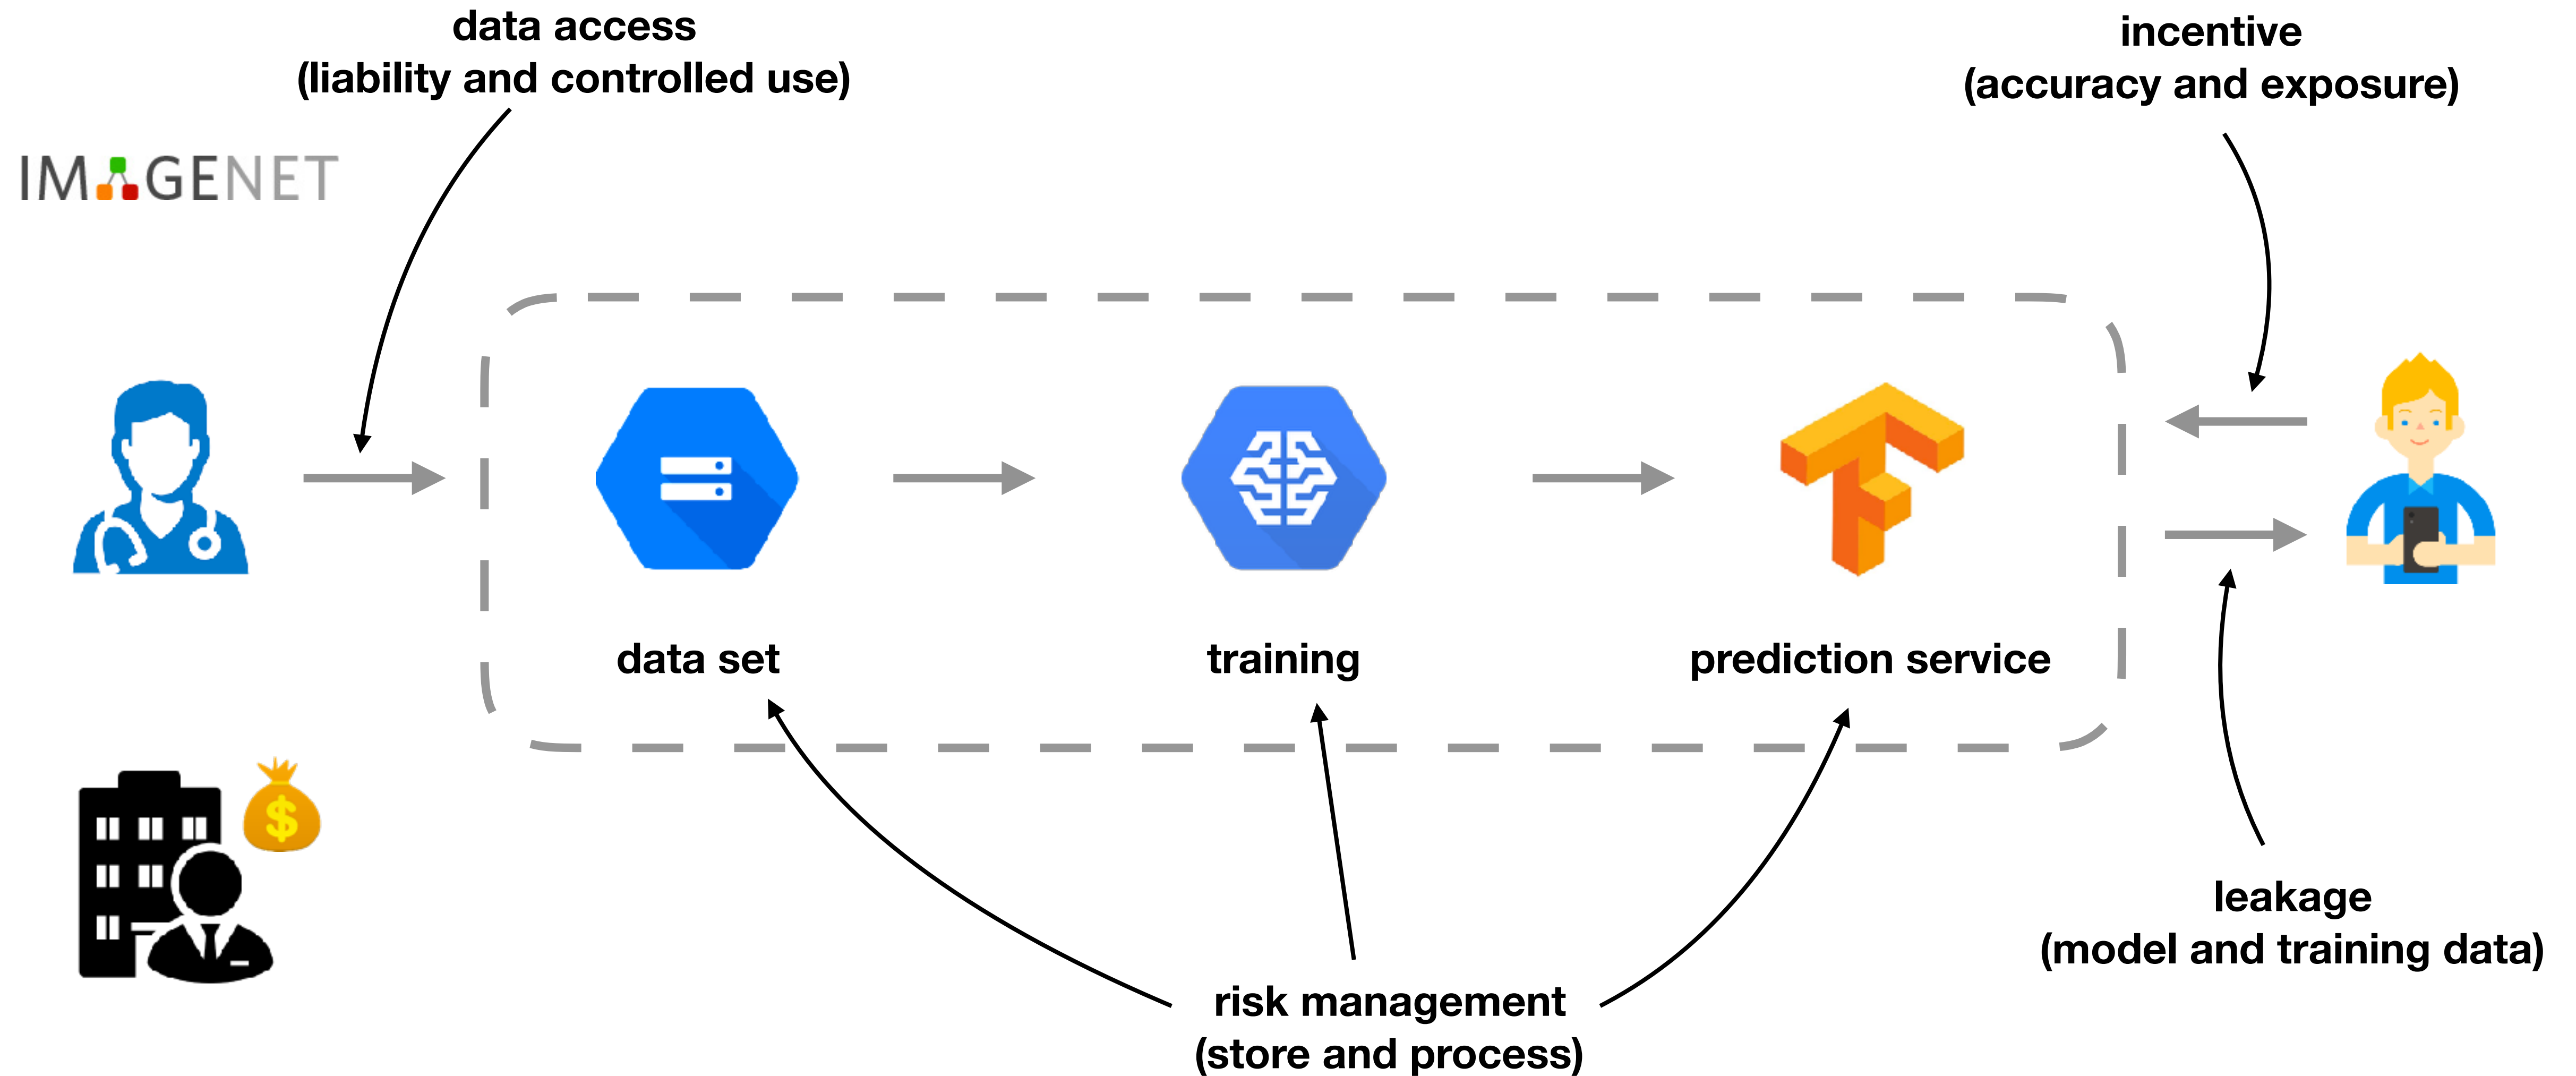 data access
(liability and controlled use)
incentive
(accuracy and exposure)
IMAGENET
data set
training
prediction service
leakage
(model and training data)
risk management
(store and process)